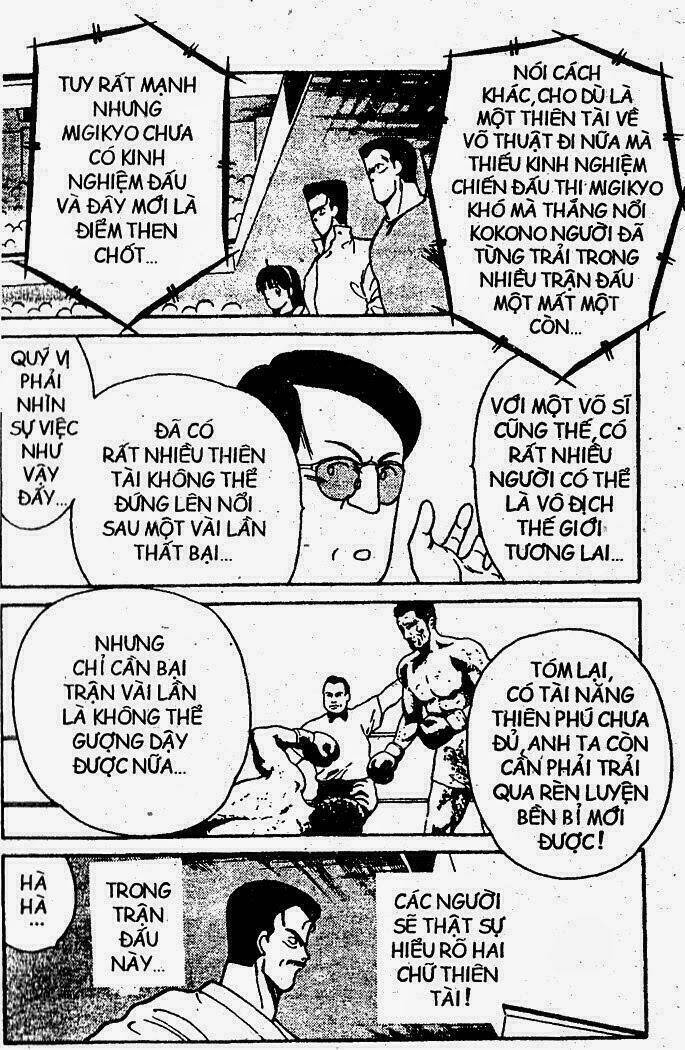 NÓI CÁCH
KHÁC, CHO DÙ LÀ
MỘT THIÊN TÀI VỀ
VÕ THUẬT ĐI NỮA MÀ
THIẾU KINH NGHIỆM
CHIẾN ĐẤU THI MIGIKYO
KHÓ MÀ THẮNG NỔI
KOKONO NGƯỜI ĐÃ
TỪNG TRẢI TRONG
NHIỀU TRẬN ĐẤU
MỘT MẤT MỘT
CÒN...
TUY RẤT MẠNH
NHƯNG
MIGIKYO CHƯA
CÓ KINH
NGHIỆM ĐẤU
VÀ ĐÂY MỚI LÀ
ĐIỂM THEN
CHỐT...
VỚI MỘT VÕ SĨ
CŨNG THẾ, CÓ
RẤT NHIỀU
NGƯỜI CÓ THỂ
LÀ VÔ ĐỊCH
THẾ GIỚI
TƯƠNG LAI...
ĐÃ CÓ
RẤT NHIỀU THIÊN
TÀI KHÔNG THỂ
ĐỨNG LÊN NỔI
SAU MỘT VÀI LẦN
THẤT BẠI...
QUÝ VỊ
PHẢI
NHÌN
SỰ VIỆC
NHƯ
VẬY
ĐẤY...
TÓM LẠI,
CÓ TÀI NĂNG
THIÊN PHÚ CHƯA
ĐỦ, ANH TA CÒN
CẦN PHẢI TRẢI
QUA RÈN LUYỆN
BỀN BỈ MỚI
ĐƯỢC!
NHƯNG
CHỈ CẦN BẠI
TRẬN VÀI LẦN
LÀ KHÔNG THỂ
GƯỢNG DẬY
ĐƯỢC NỮA...
CÁC NGƯỜI
SẼ THẬT SỰ
HIỂU RÕ HAI
CHỮ THIÊN
TÀI!
TRONG
TRẬN
ĐẤU
NÀY...
HÀ
HÀ
...